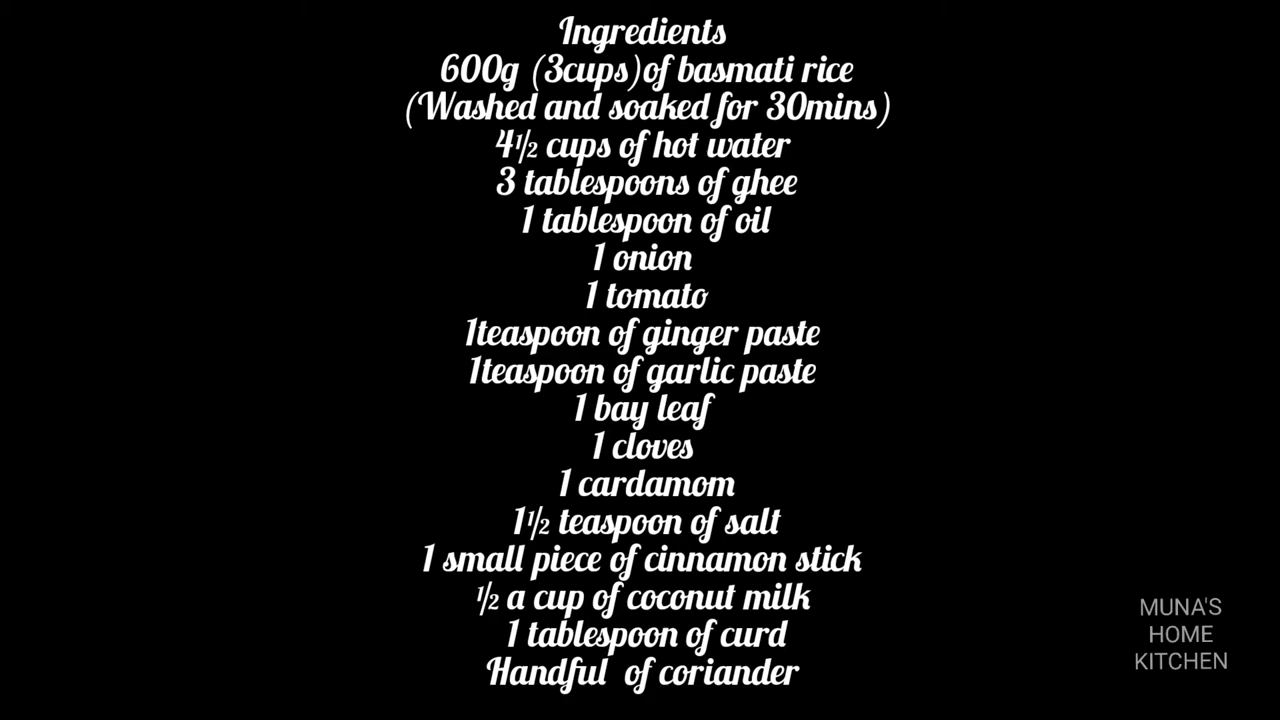 Ingredients
600g (3cups)of basmati rice
(Washed and soaked for 30mins)
4½ cups of hot water
3 tablespoons of ghee
1 tablespoon of oil
1 onion
1 tomato
1teaspoon of ginger paste
1teaspoon of garlic paste
1 bay leaf
1 cloves
1 cardamom
1½ teaspoon of salt
1 small piece of cinnamon stick
½ a cup of coconut milk
1 tablespoon of curd
Handful of coriander
MUNA'S
HOME
KITCHEN